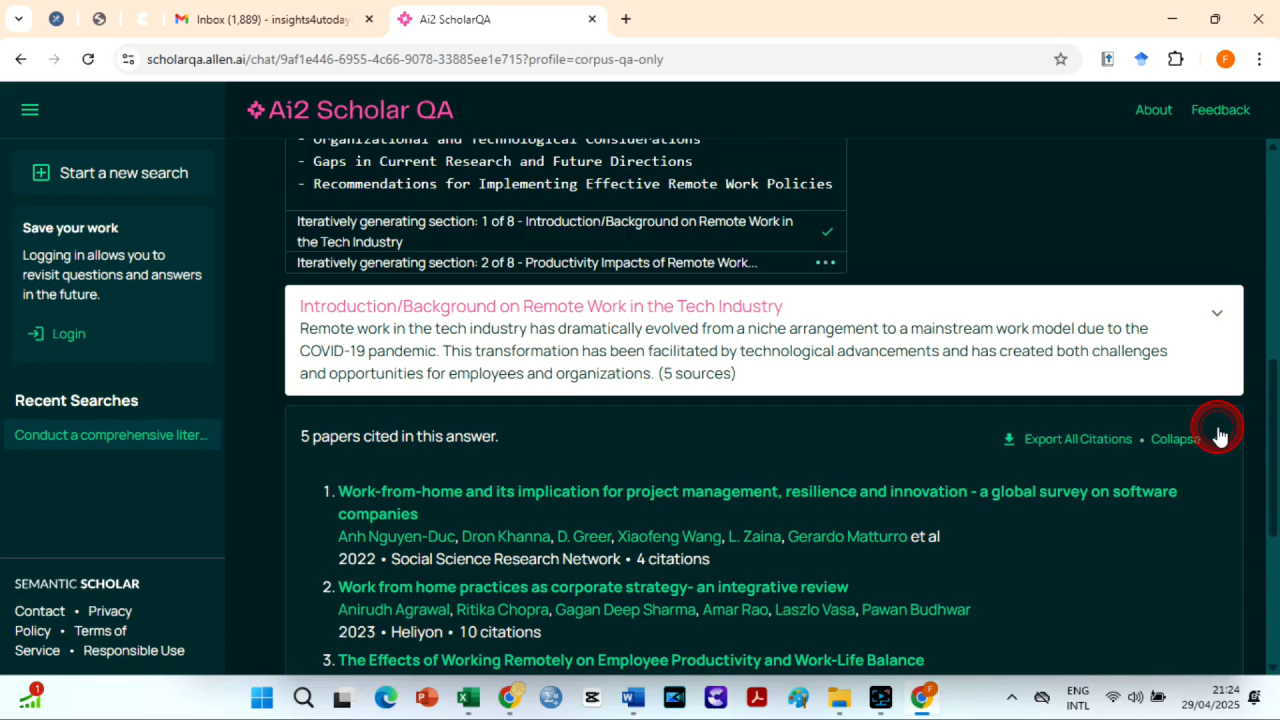 Inbox (1,889) - insights4utoday
Ai2 ScholarQA
scholarqa.allen.ai/chat/9af1e446-6955-4c66-9078-33885ee1e715?profile=corpus-qa-only
F
Ai2 Scholar QA
About
Feedback
Start a new search
Save your work
Logging in allows you to
revisit questions and answers
in the future.
Login
Recent Searches
Conduct a comprehensive liter...
SEMANTIC SCHOLAR
Contact • Privacy
Policy • Terms of
Service • Responsible Use
- Organizational and Technological Considerations
- Gaps in Current Research and Future Directions
- Recommendations for Implementing Effective Remote Work Policies
Iteratively generating section: 1 of 8 - Introduction/Background on Remote Work in
the Tech Industry
Iteratively generating section: 2 of 8 - Productivity Impacts of Remote Work...
Introduction/Background on Remote Work in the Tech Industry
Remote work in the tech industry has dramatically evolved from a niche arrangement to a mainstream work model due to the
COVID-19 pandemic. This transformation has been facilitated by technological advancements and has created both challenges
and opportunities for employees and organizations. (5 sources)
5 papers cited in this answer.
Export All Citations • Collapse
1. Work-from-home and its implication for project management, resilience and innovation - a global survey on software
companies
Anh Nguyen-Duc, Dron Khanna, D. Greer, Xiaofeng Wang, L. Zaina, Gerardo Matturro et al
2022 • Social Science Research Network • 4 citations
2. Work from home practices as corporate strategy- an integrative review
Anirudh Agrawal, Ritika Chopra, Gagan Deep Sharma, Amar Rao, Laszlo Vasa, Pawan Budhwar
2023 • Heliyon • 10 citations
3. The Effects of Working Remotely on Employee Productivity and Work-Life Balance
1
F
ENG
INTL
21:24
29/04/2025